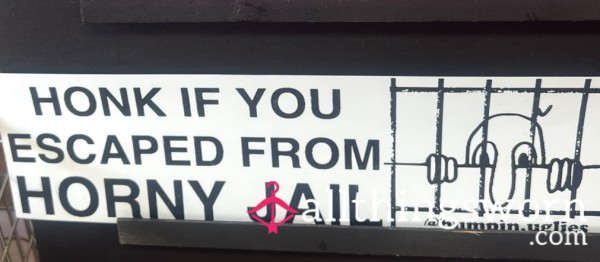 HONK IF YOU
ESCAPED FROM
HORNY JAIL
allthingsworn
.com